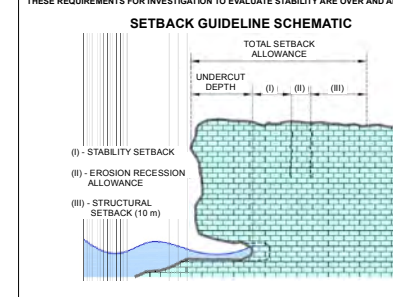 THESE REQUIREMENTS FOR INVESTIGATION TO EVALUATE STABILITY ARE OVER AND
SETBACK GUIDELINE SCHEMATIC
TOTAL SETBACK
ALLOWANCE
UNDERCUT
DEPTH
(I)
(II)
(III)
(I) - STABILITY SETBACK
(II) - EROSION RECESSION
ALLOWANCE
(III) - STRUCTURAL
SETBACK (10 m)